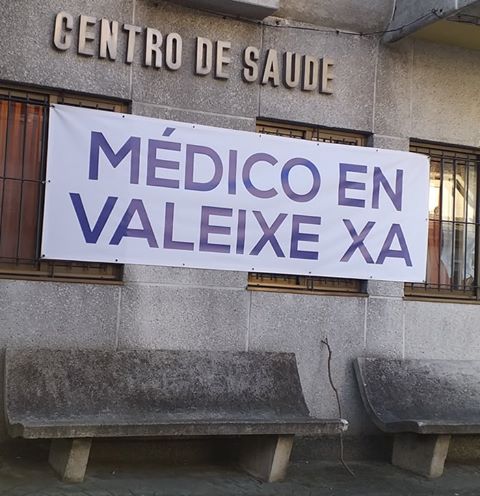 CENTRO DE SAUDE
MÉDICO EN
VALEIXE XA